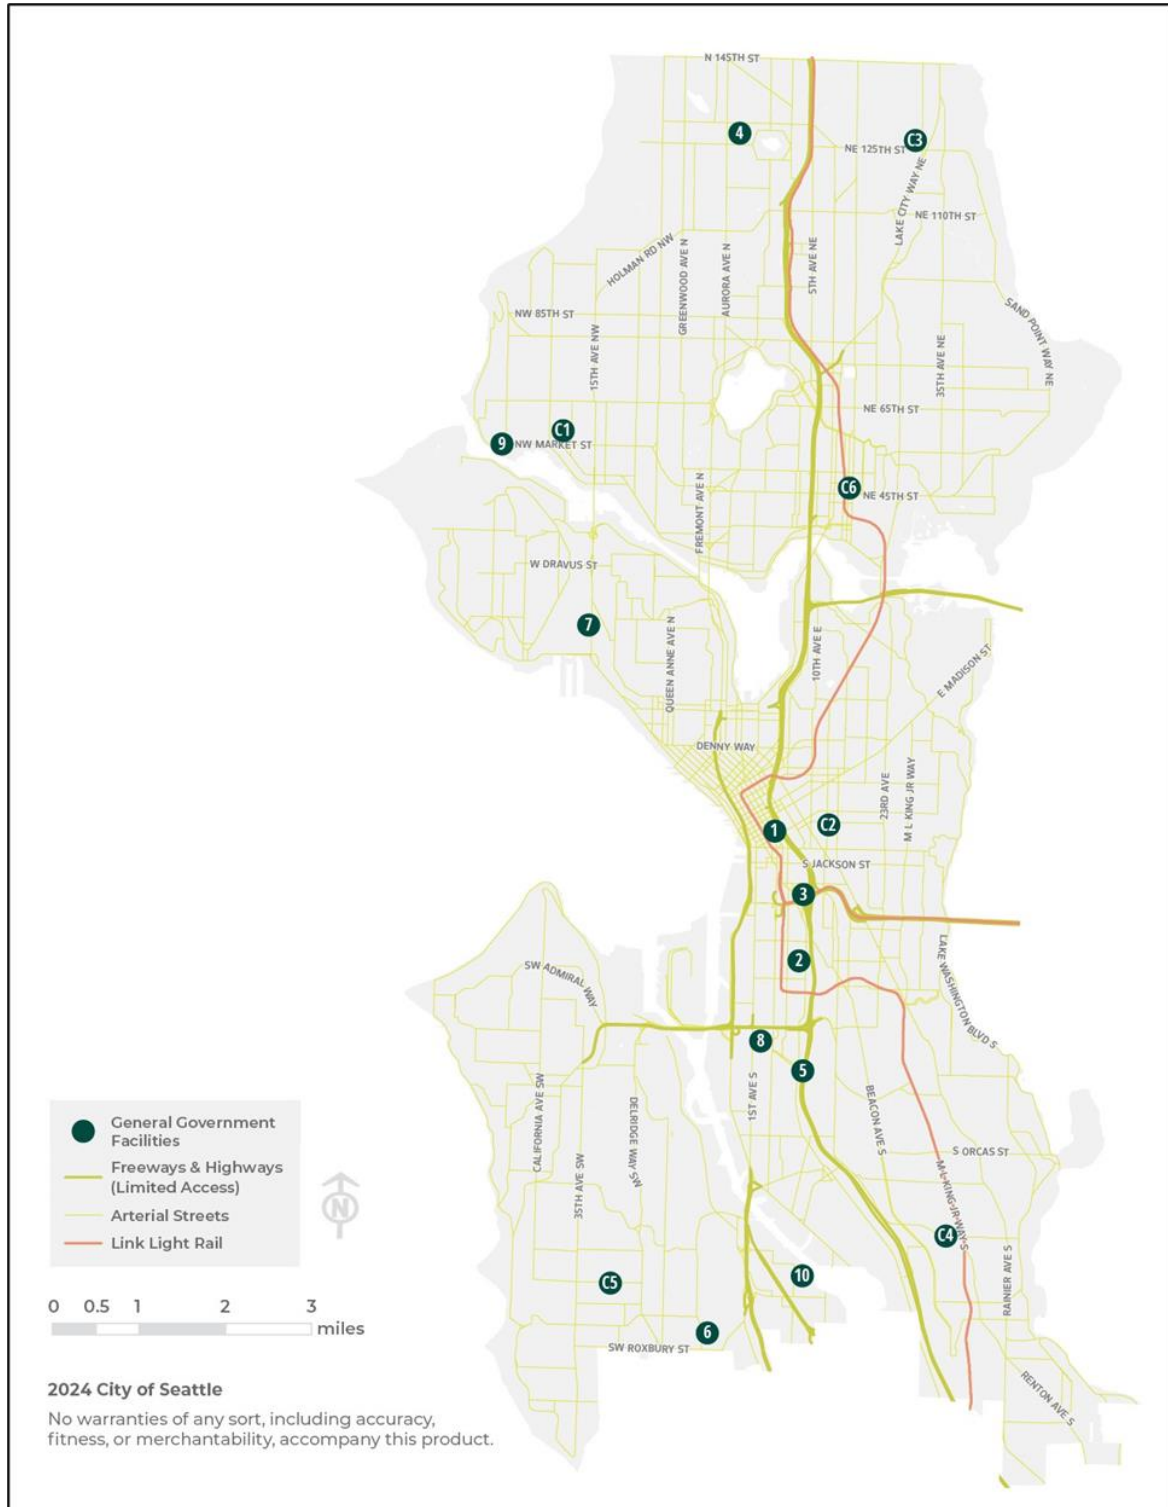 N 145TH ST
4
C3
NE 125TH ST
LAKE CITY WAY NE
NE 110TH ST
HOLMAN RD NW
GREENWOOD AVE N
AURORA AVE N
5TH AVE NE
SAND POINT WAY NE
NW 85TH ST
15TH AVE NW
35TH AVE NE
NE 65TH ST
C1
9
NW MARKET ST
C6
NE 45TH ST
FREMONT AVE N
W DRAVUS ST
7
QUEEN ANNE AVE N
10TH AVE E
E MADISON ST
DENNY WAY
23RD AVE
M L KING JR WAY
1
C2
S JACKSON ST
3
2
LAKE WASHINGTON BLVD S
SW ADMIRAL WAY
8
5
1ST AVE S
BEACON AVE S
CALIFORNIA AVE SW
DELRIDGE WAY SW
35TH AVE SW
S ORCAS ST
M L KING JR WAY S
C4
RAINIER AVE S
10
C5
6
SW ROXBURY ST
RENTON AVE S
General Government
Facilities
Freeways & Highways
(Limited Access)
Arterial Streets
Link Light Rail
N
0 0.5 1 2 3
miles
2024 City of Seattle
No warranties of any sort, including accuracy,
fitness, or merchantability, accompany this product.